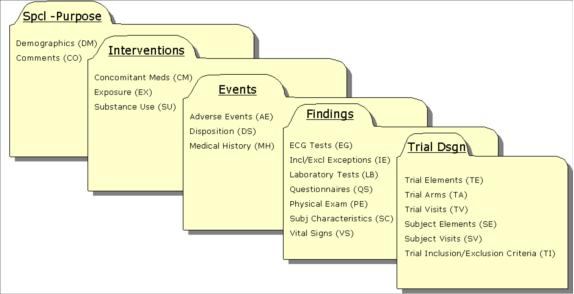 Spcl -Purpose
Demographics (DM)
Comments (CO)
Interventions
Concomitant Meds (CM)
Exposure (EX)
Substance Use (SU)
Events
Adverse Events (AE)
Disposition (DS)
Medical History (MH)
Findings
ECG Tests (EG)
Incl/Excl Exceptions (IE)
Laboratory Tests (LB)
Questionnaires (QS)
Physical Exam (PE)
Subj Characteristics (SC)
Vital Signs (VS)
Trial Dsgn
Trial Elements (TE)
Trial Arms (TA)
Trial Visits (TV)
Subject Elements (SE)
Subject Visits (SV)
Trial Inclusion/Exclusion Criteria (TI)